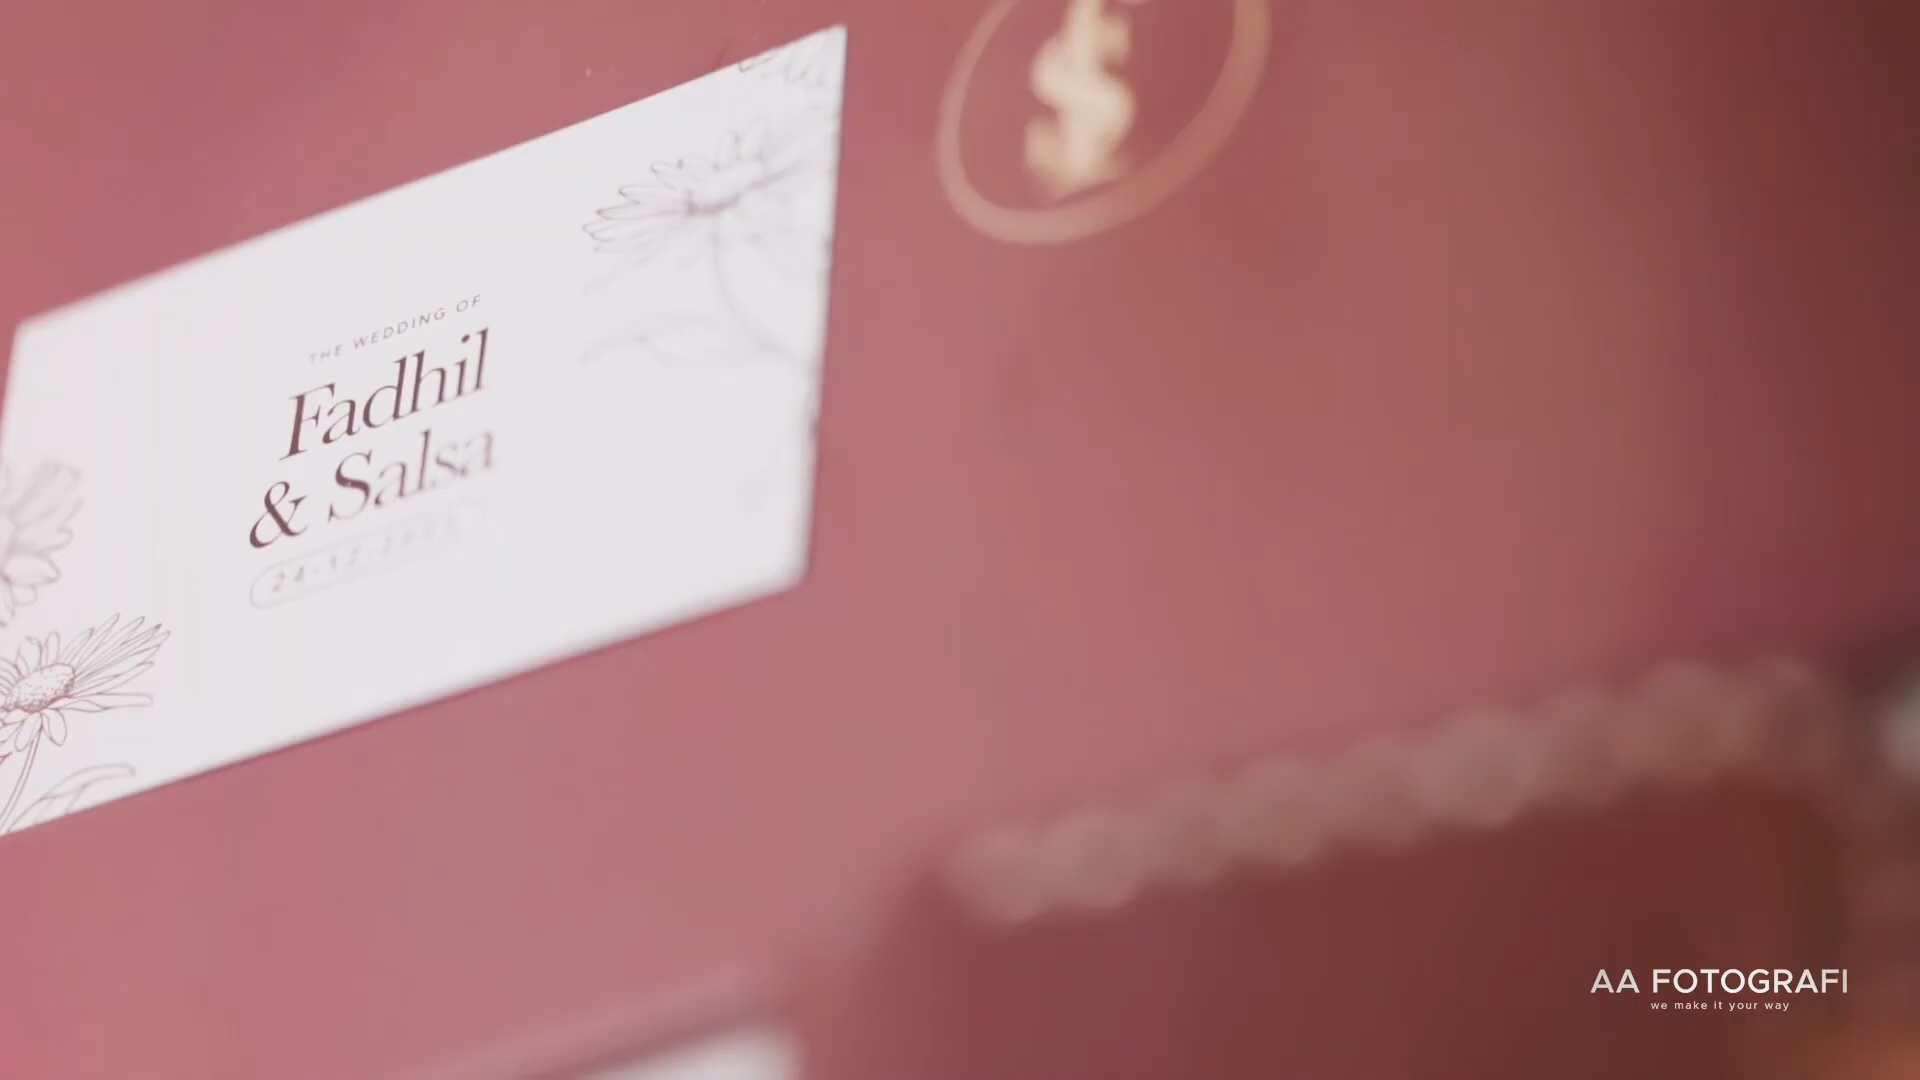 THE WEDDING OF
Fadhil
& Salsa
AA FOTOGRAFI
we make it your way